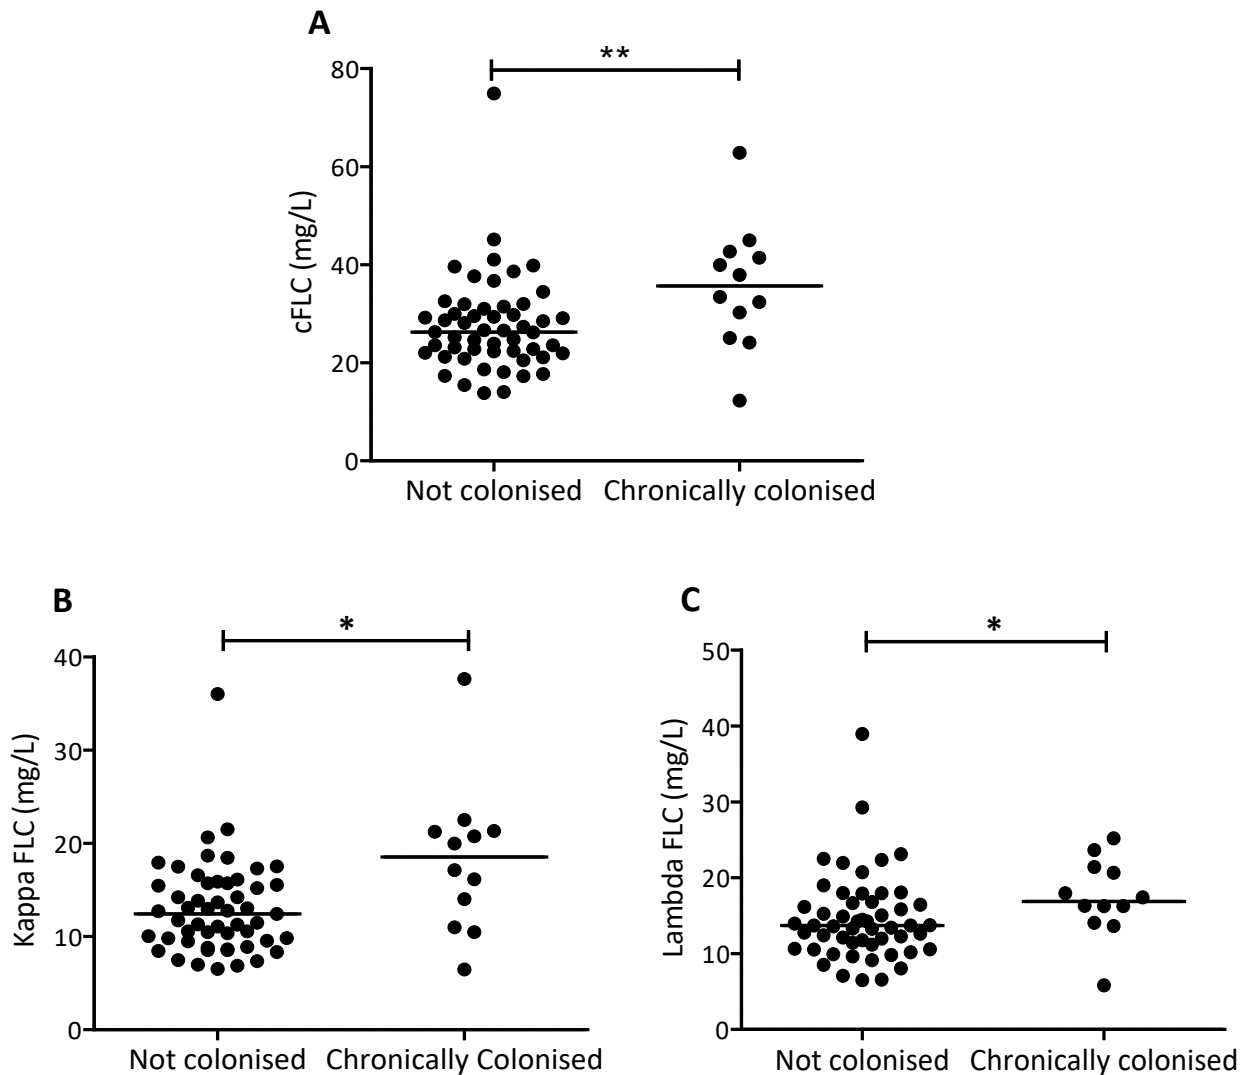 A
**
80
60
40
20
0
cFLC (mg/L)
Not colonised Chronically colonised
B
*
40
30
20
10
0
Kappa FLC (mg/L)
Not colonised Chronically Colonised
C
*
50
40
30
20
10
0
Lambda FLC (mg/L)
Not colonised Chronically colonised